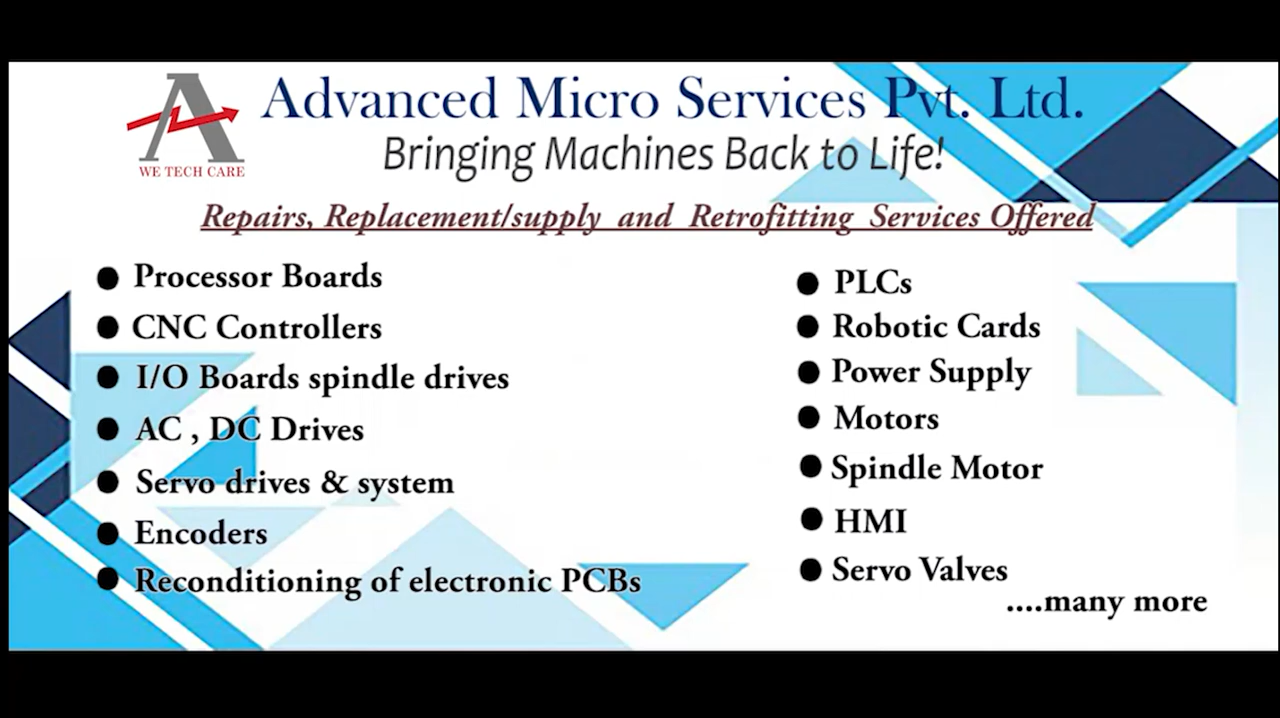 Advanced Micro Services Pvt. Ltd.
WE TECH CARE
Bringing Machines Back to Life!
Repairs, Replacement/supply and Retrofitting Services Offered
Processor Boards
CNC Controllers
I/O Boards spindle drives
AC , DC Drives
Servo drives & system
Encoders
Reconditioning of electronic PCBs
PLCs
Robotic Cards
Power Supply
Motors
Spindle Motor
HMI
Servo Valves
....many more